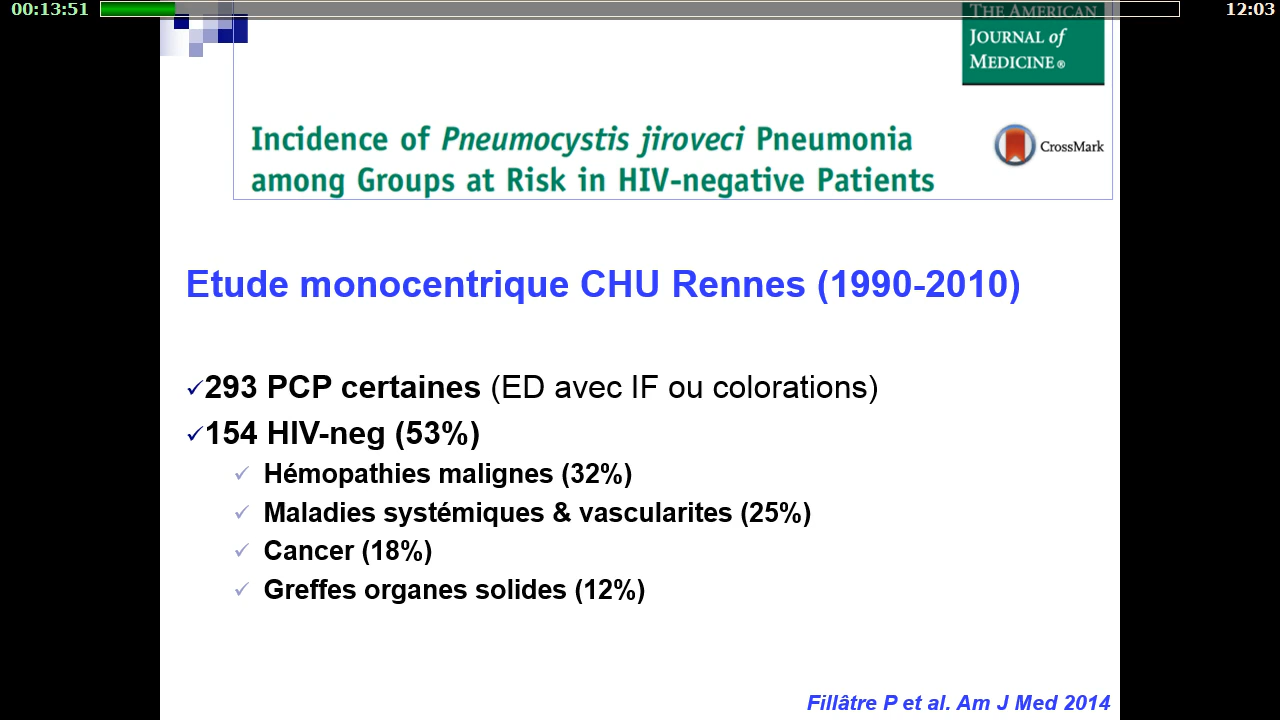 00:13:51
12:03
THE AMERICAN
JOURNAL of
MEDICINE®
Incidence of Pneumocystis jiroveci Pneumonia
among Groups at Risk in HIV-negative Patients
CrossMark
Etude monocentrique CHU Rennes (1990-2010)
✓293 PCP certaines (ED avec IF ou colorations)
✓154 HIV-neg (53%)
✓ Hémopathies malignes (32%)
✓ Maladies systémiques & vascularites (25%)
✓ Cancer (18%)
✓ Greffes organes solides (12%)
Fillâtre P et al. Am J Med 2014